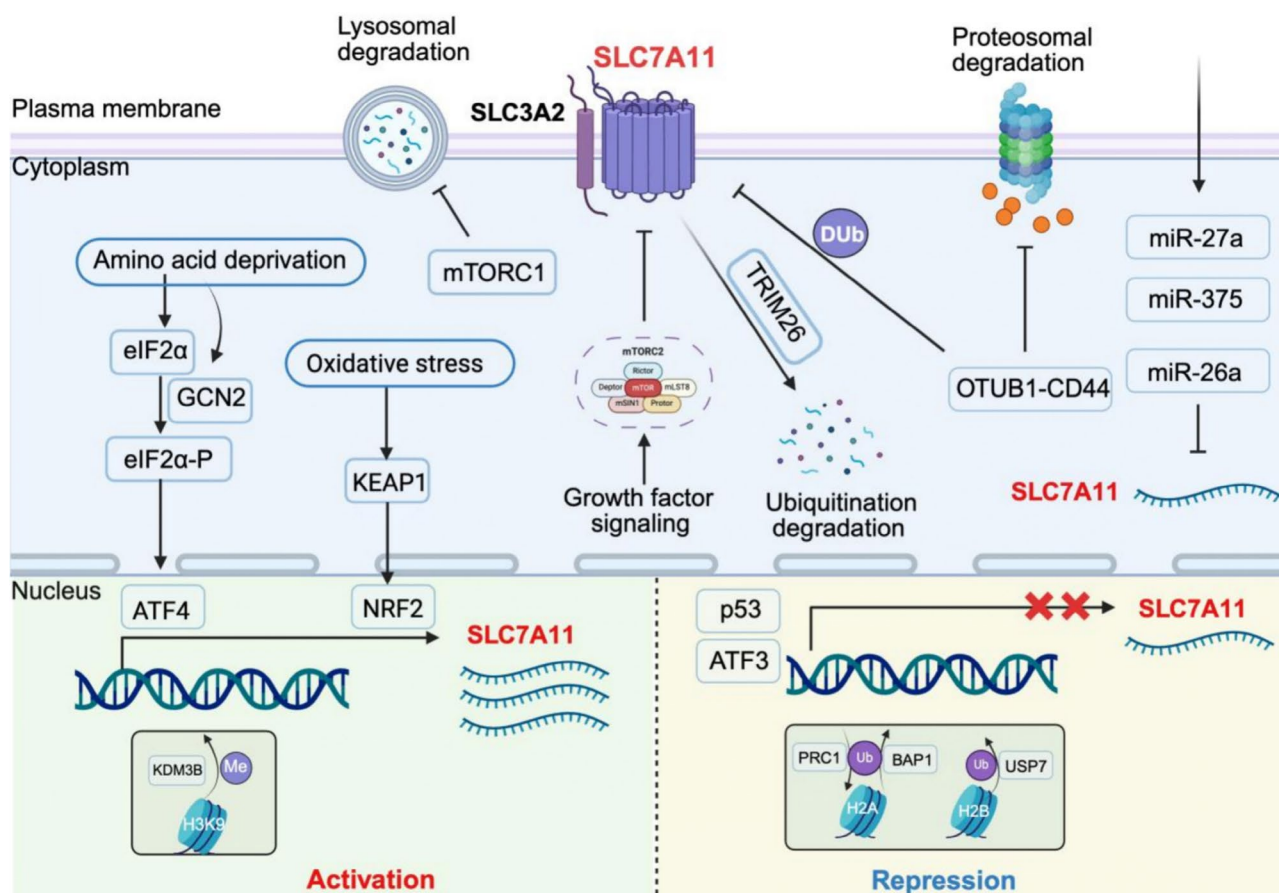 Lysosomal
degradation
SLC7A11
SLC3A2
Proteosomal
degradation
Plasma membrane
Cytoplasm
Amino acid deprivation
eIF2α
GCN2
eIF2α-P
mTORC1
Oxidative stress
KEAP1
mTORC2
Rictor
Deptor
mTOR
mLST8
mSIN1
Protor
Growth factor
signaling
TRIM26
DUb
Ubiquitination
degradation
OTUB1-CD44
miR-27a
miR-375
miR-26a
SLC7A11
Nucleus
ATF4
NRF2
SLC7A11
KDM3B
Me
H3K9
Activation
p53
ATF3
SLC7A11
PRC1
Ub
BAP1
H2A
Ub
USP7
H2B
Repression